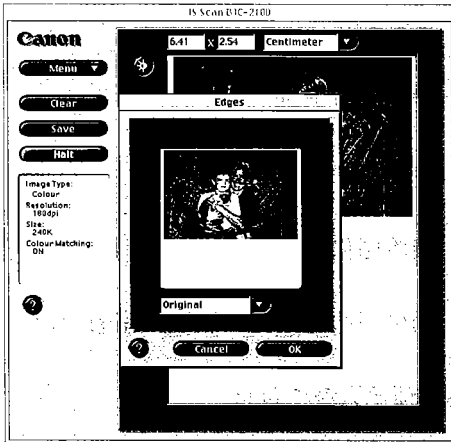 IS Scan BJC-2100
Canon
6.41 x 2.54 Centimeter
Menu
Clear
Save
Halt
Image Type:
Colour
Resolution:
180dpi
Size:
240K
Colour Matching:
ON
?
Edges
Original
?
Cancel OK